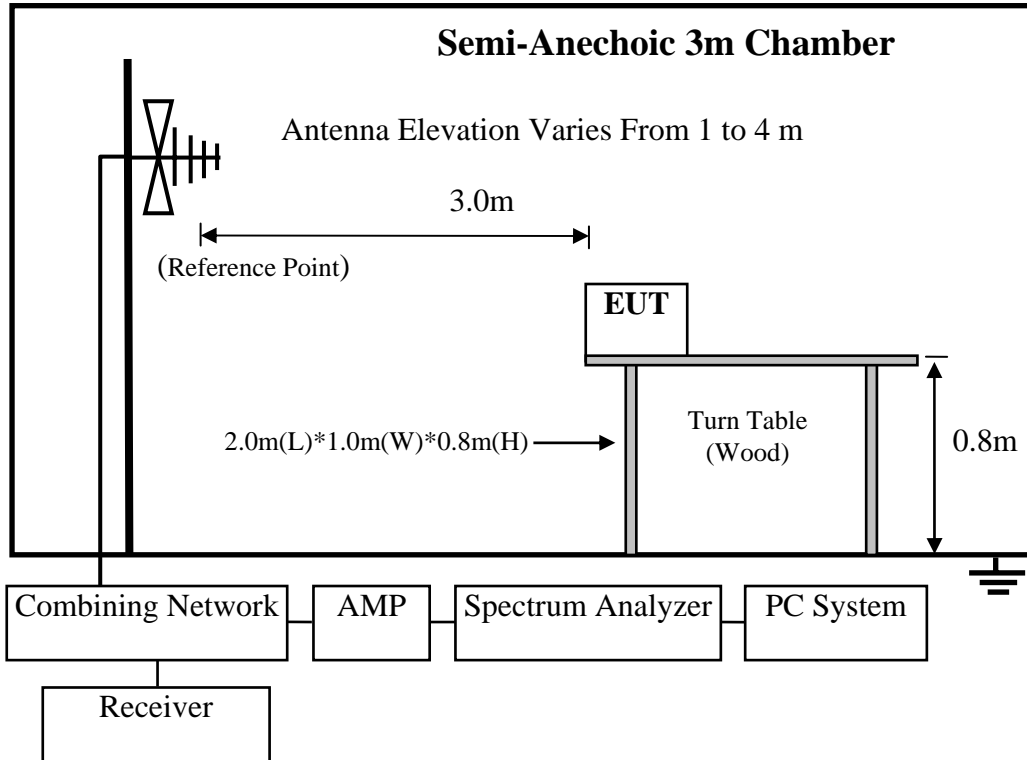 Semi-Anechoic 3m Chamber
Antenna Elevation Varies From 1 to 4 m
3.0m
(Reference Point)
EUT
2.0m(L)*1.0m(W)*0.8m(H)
Turn Table
(Wood)
0.8m
Combining Network
AMP
Spectrum Analyzer
PC System
Receiver